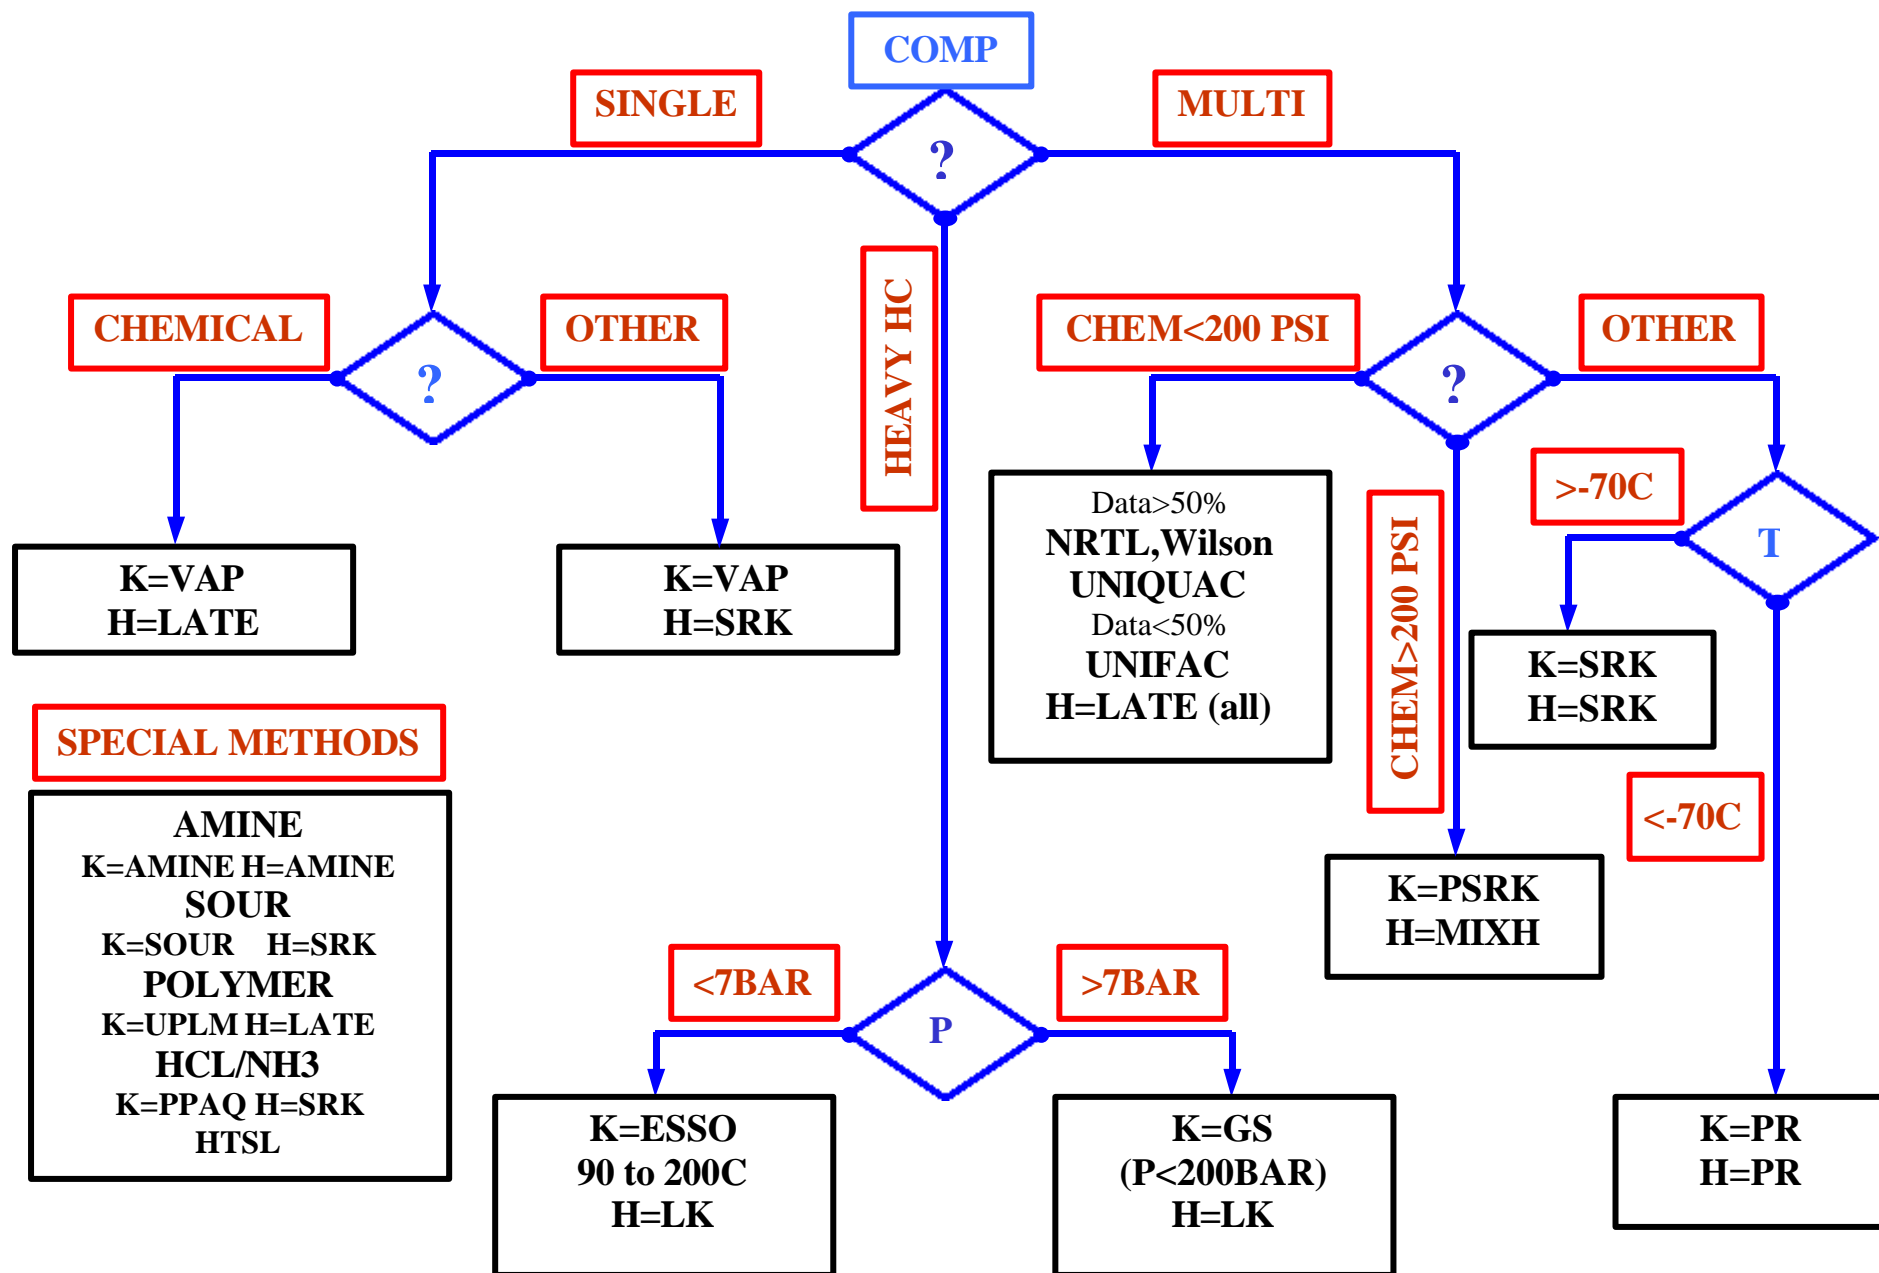 COMP
SINGLE
MULTI
?
HEAVY HC
CHEMICAL
OTHER
?
CHEM<200 PSI
OTHER
?
CHEM>200 PSI
>-70C
T
<-70C
K=VAP
H=LATE
K=VAP
H=SRK
Data>50%
NRTL,Wilson
UNIQUAC
Data<50%
UNIFAC
H=LATE (all)
K=SRK
H=SRK
SPECIAL METHODS
AMINE
K=AMINE H=AMINE
SOUR
K=SOUR H=SRK
POLYMER
K=UPLM H=LATE
HCL/NH3
K=PPAQ H=SRK
HTSL
K=PSRK
H=MIXH
<7BAR
>7BAR
P
K=ESSO
90 to 200C
H=LK
K=GS
(P<200BAR)
H=LK
K=PR
H=PR